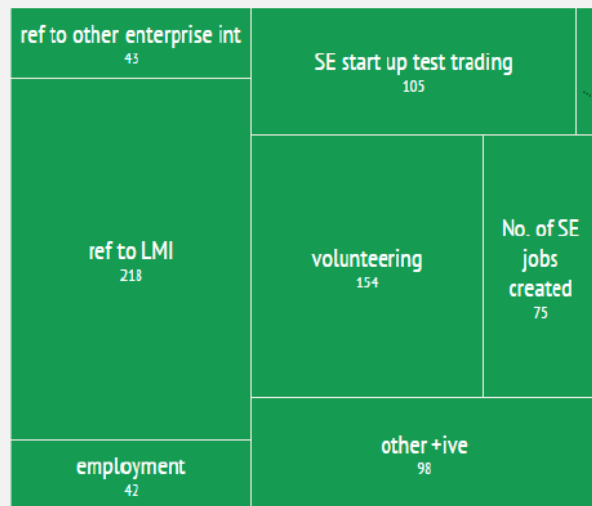 ref to other enterprise int
43
SE start up test trading
105
ref to LMI
218
volunteering
154
No. of SE
jobs
created
75
employment
42
other +ive
98